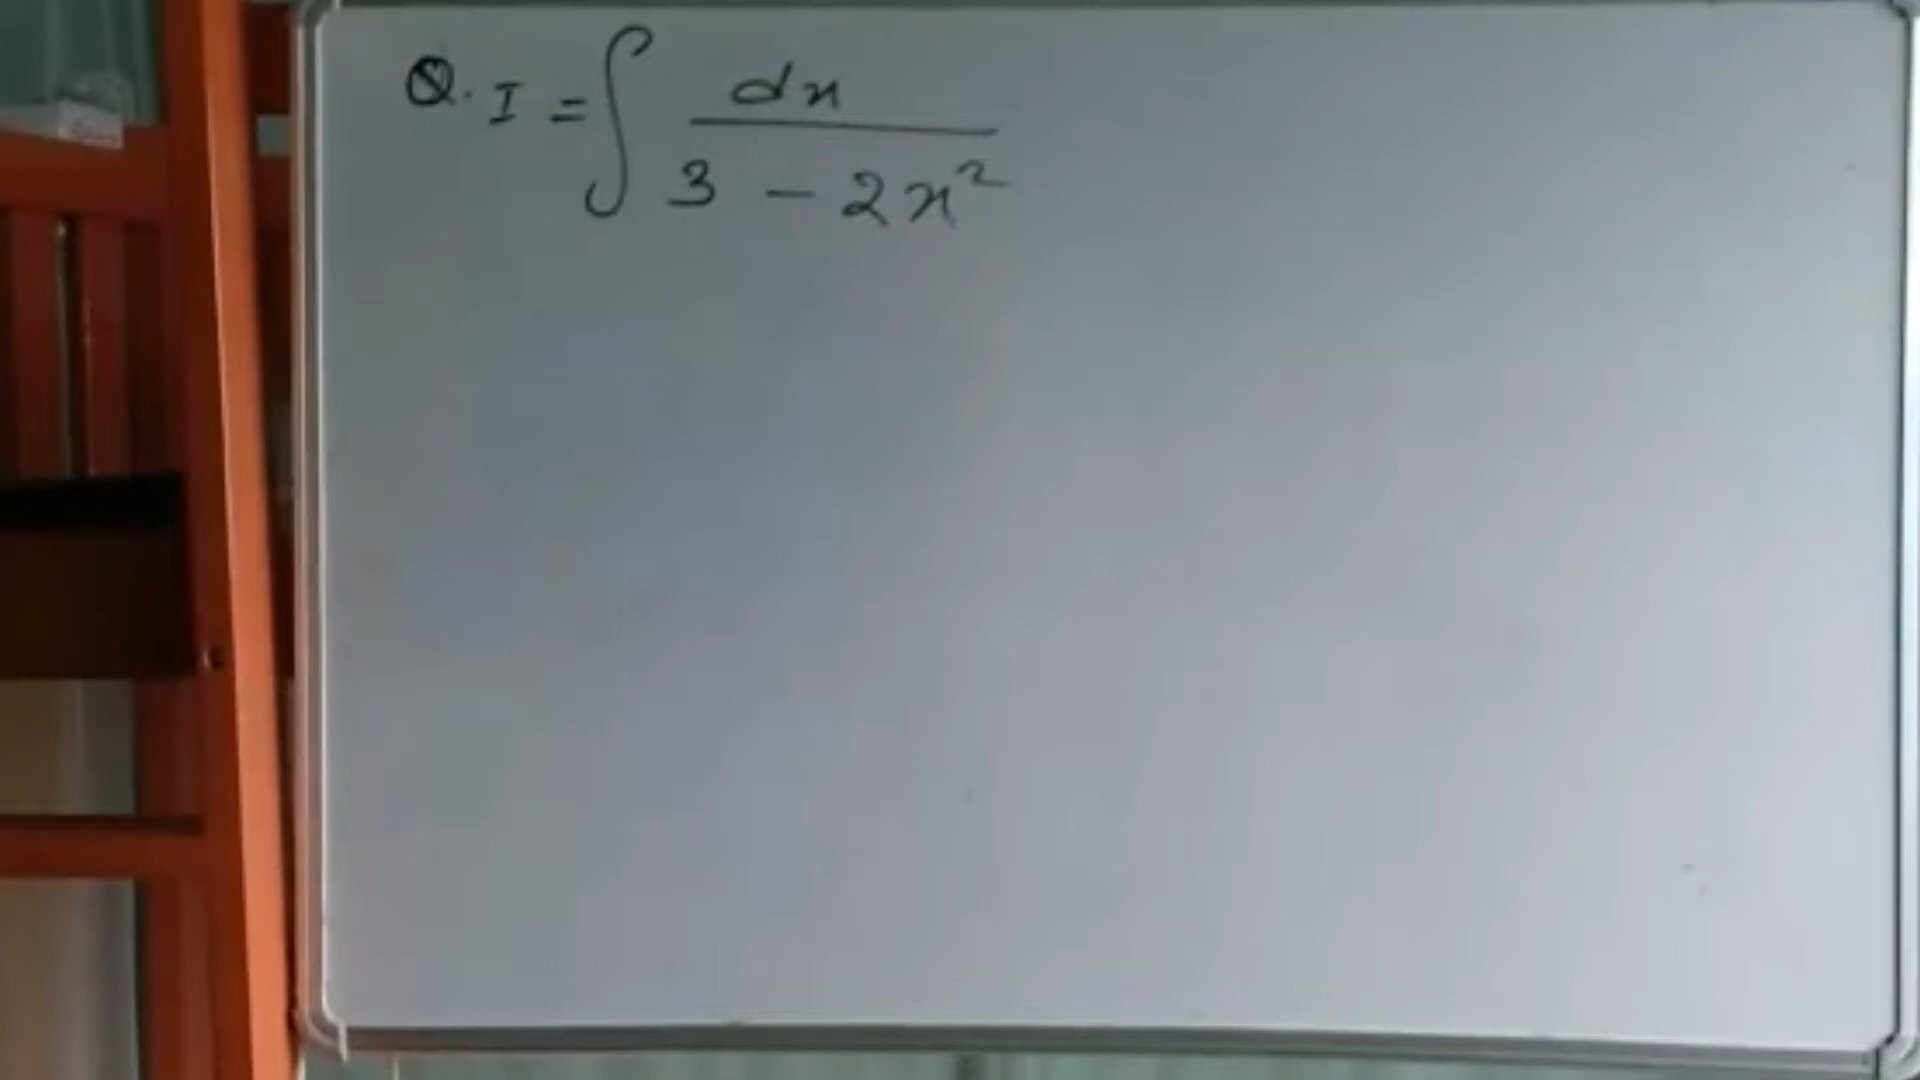 Q. I = ∫ dx / (3 - 2x²)